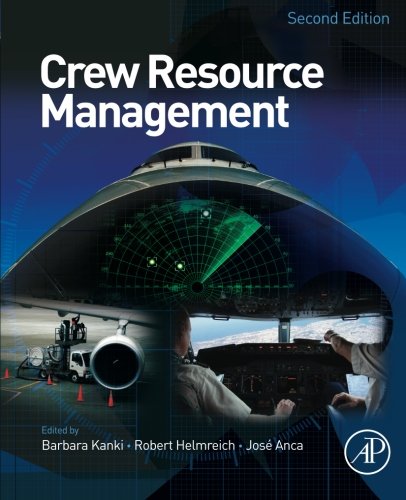 Second Edition
Crew Resource
Management
Edited by
Barbara Kanki • Robert Helmreich • José Anca
AP